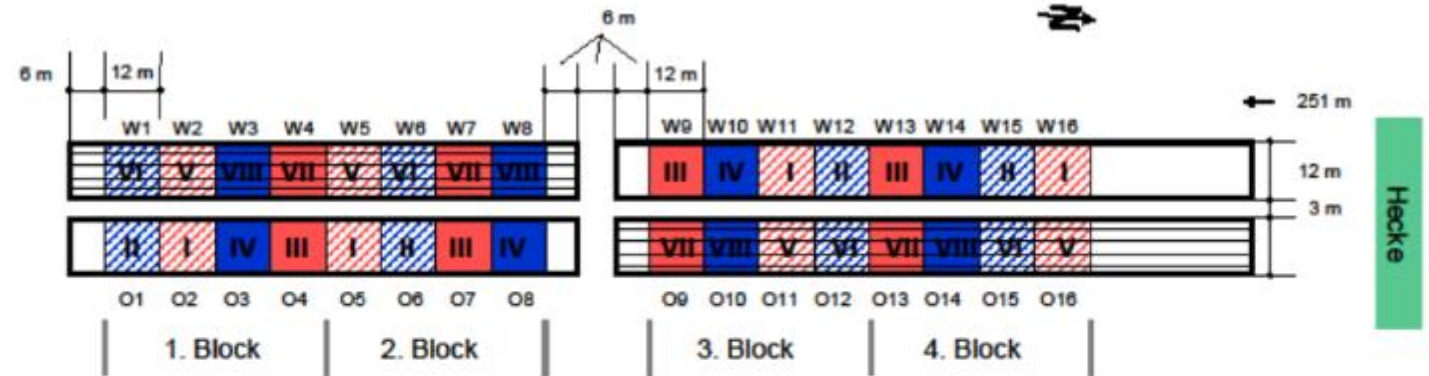 6 m
N
6 m 12 m 12 m
251 m
W1 W2 W3 W4 W5 W6 W7 W8 W9 W10 W11 W12 W13 W14 W15 W16
VI V VIII VII V VI VII VIII III IV I II III IV II I
12 m
3 m
Hecke
II I IV III I II III IV VII VIII V VI VII VIII VI V
O1 O2 O3 O4 O5 O6 O7 O8 O9 O10 O11 O12 O13 O14 O15 O16
1. Block 2. Block 3. Block 4. Block